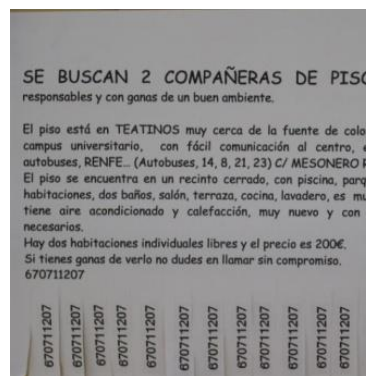 SE BUSCAN 2 COMPAÑERAS DE PISO
responsables y con ganas de un buen ambiente.
El piso está en TEATINOS muy cerca de la fuente de colo
campus universitario, con fácil comunicación al centro,
autobuses, RENFE... (Autobuses, 14, 8, 21, 23) C/ MESONERO R
El piso se encuentra en un recinto cerrado, con piscina, parq
habitaciones, dos baños, salón, terraza, cocina, lavadero, es mu
tiene aire acondicionado y calefacción, muy nuevo y con
necesarios.
Hay dos habitaciones individuales libres y el precio es 200€.
Si tienes ganas de verlo no dudes en llamar sin compromiso.
670711207
670711207
670711207
670711207
670711207
670711207
670711207
670711207
670711207
670711207
670711207
670711207
670711207